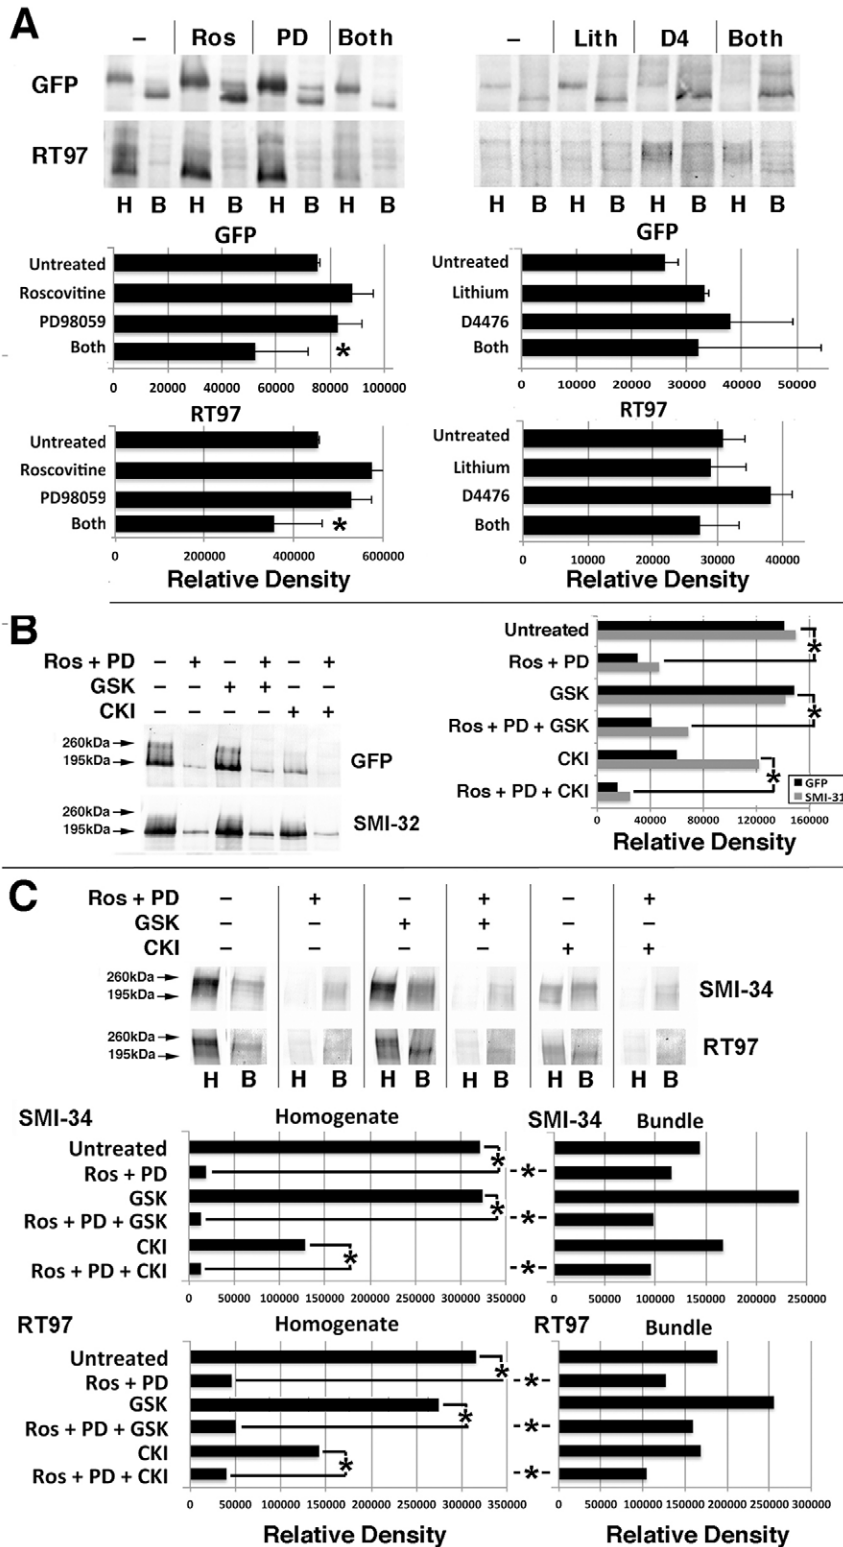 A
– Ros PD Both
– Lith D4 Both
GFP
RT97
H B H B H B H B
H B H B H B H B
GFP
Untreated
Roscovitine
PD98059
Both
*
0 20000 40000 60000 80000 100000
GFP
Untreated
Lithium
D4476
Both
0 10000 20000 30000 40000 50000
RT97
Untreated
Roscovitine
PD98059
Both
*
0 200000 400000 600000
Relative Density
RT97
Untreated
Lithium
D4476
Both
0 10000 20000 30000 40000
Relative Density
B
Ros + PD – + – + – +
GSK – – + + – –
CKI – – – – + +
260kDa
195kDa
GFP
260kDa
195kDa
SMI-32
Untreated
*
Ros + PD
GSK
*
Ros + PD + GSK
CKI
*
Ros + PD + CKI
GFP
SMI-31
0 40000 80000 120000 160000
Relative Density
C
Ros + PD – + – + – +
GSK – – + + – –
CKI – – – – + +
260kDa
195kDa
SMI-34
260kDa
195kDa
RT97
H B H B H B H B H B H B
SMI-34 Homogenate
SMI-34 Bundle
Untreated
*
Ros + PD
-*-
GSK
*
Ros + PD + GSK
-*-
CKI
*
Ros + PD + CKI
-*-
0 50000 100000 150000 200000 250000 300000 350000
0 50000 100000 150000 200000 250000
RT97 Homogenate
RT97 Bundle
Untreated
*
Ros + PD
-*-
GSK
*
Ros + PD + GSK
-*-
CKI
*
Ros + PD + CKI
-*-
0 50000 100000 150000 200000 250000 300000 350000
0 50000 100000 150000 200000 250000 300000
Relative Density
Relative Density